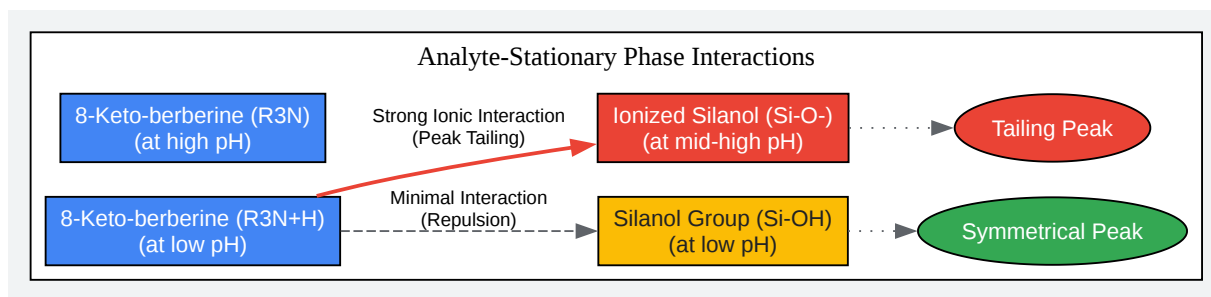 Analyte-Stationary Phase Interactions
8-Keto-berberine (R3N)
(at high pH)
Strong Ionic Interaction
(Peak Tailing)
Ionized Silanol (Si-O-)
(at mid-high pH)
Tailing Peak
8-Keto-berberine (R3N+H)
(at low pH)
Minimal Interaction
(Repulsion)
Silanol Group (Si-OH)
(at low pH)
Symmetrical Peak